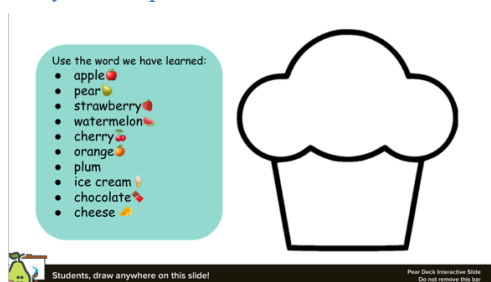 Use the word we have learned:
• apple🍎
• pear🍐
• strawberry🍓
• watermelon🍉
• cherry🍒
• orange🍊
• plum
• ice cream🍦
• chocolate🍫
• cheese 🧀
Students, draw anywhere on this slide!
Pear Deck Interactive Slide
Do not remove this bar